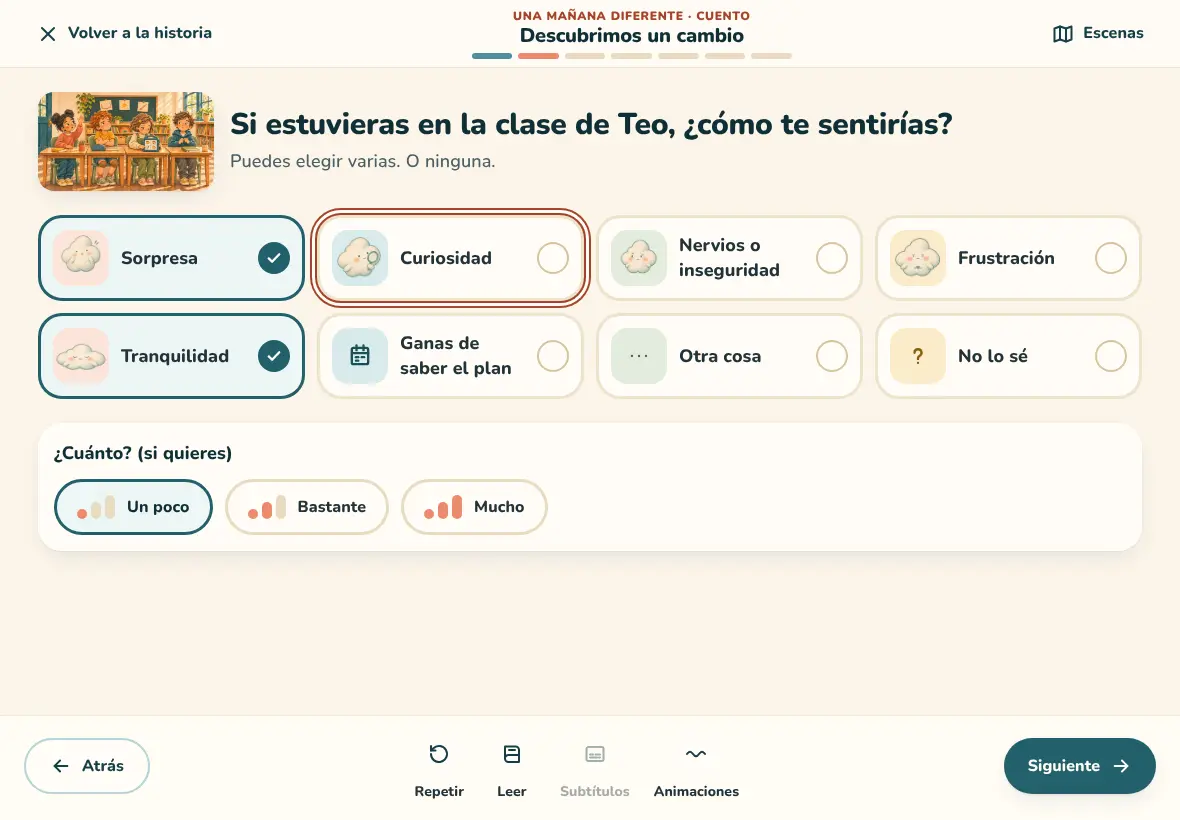 Volver a la historia
UNA MAÑANA DIFERENTE · CUENTO
Descubrimos un cambio
Escenas
Si estuvieras en la clase de Teo, ¿cómo te sentirías?
Puedes elegir varias. O ninguna.
Sorpresa
Curiosidad
Nervios o
inseguridad
Frustración
Tranquilidad
Ganas de
saber el plan
...
Otra cosa
?
No lo sé
¿Cuánto? (si quieres)
Un poco
Bastante
Mucho
Atrás
Repetir
Leer
Subtítulos
Animaciones
Siguiente